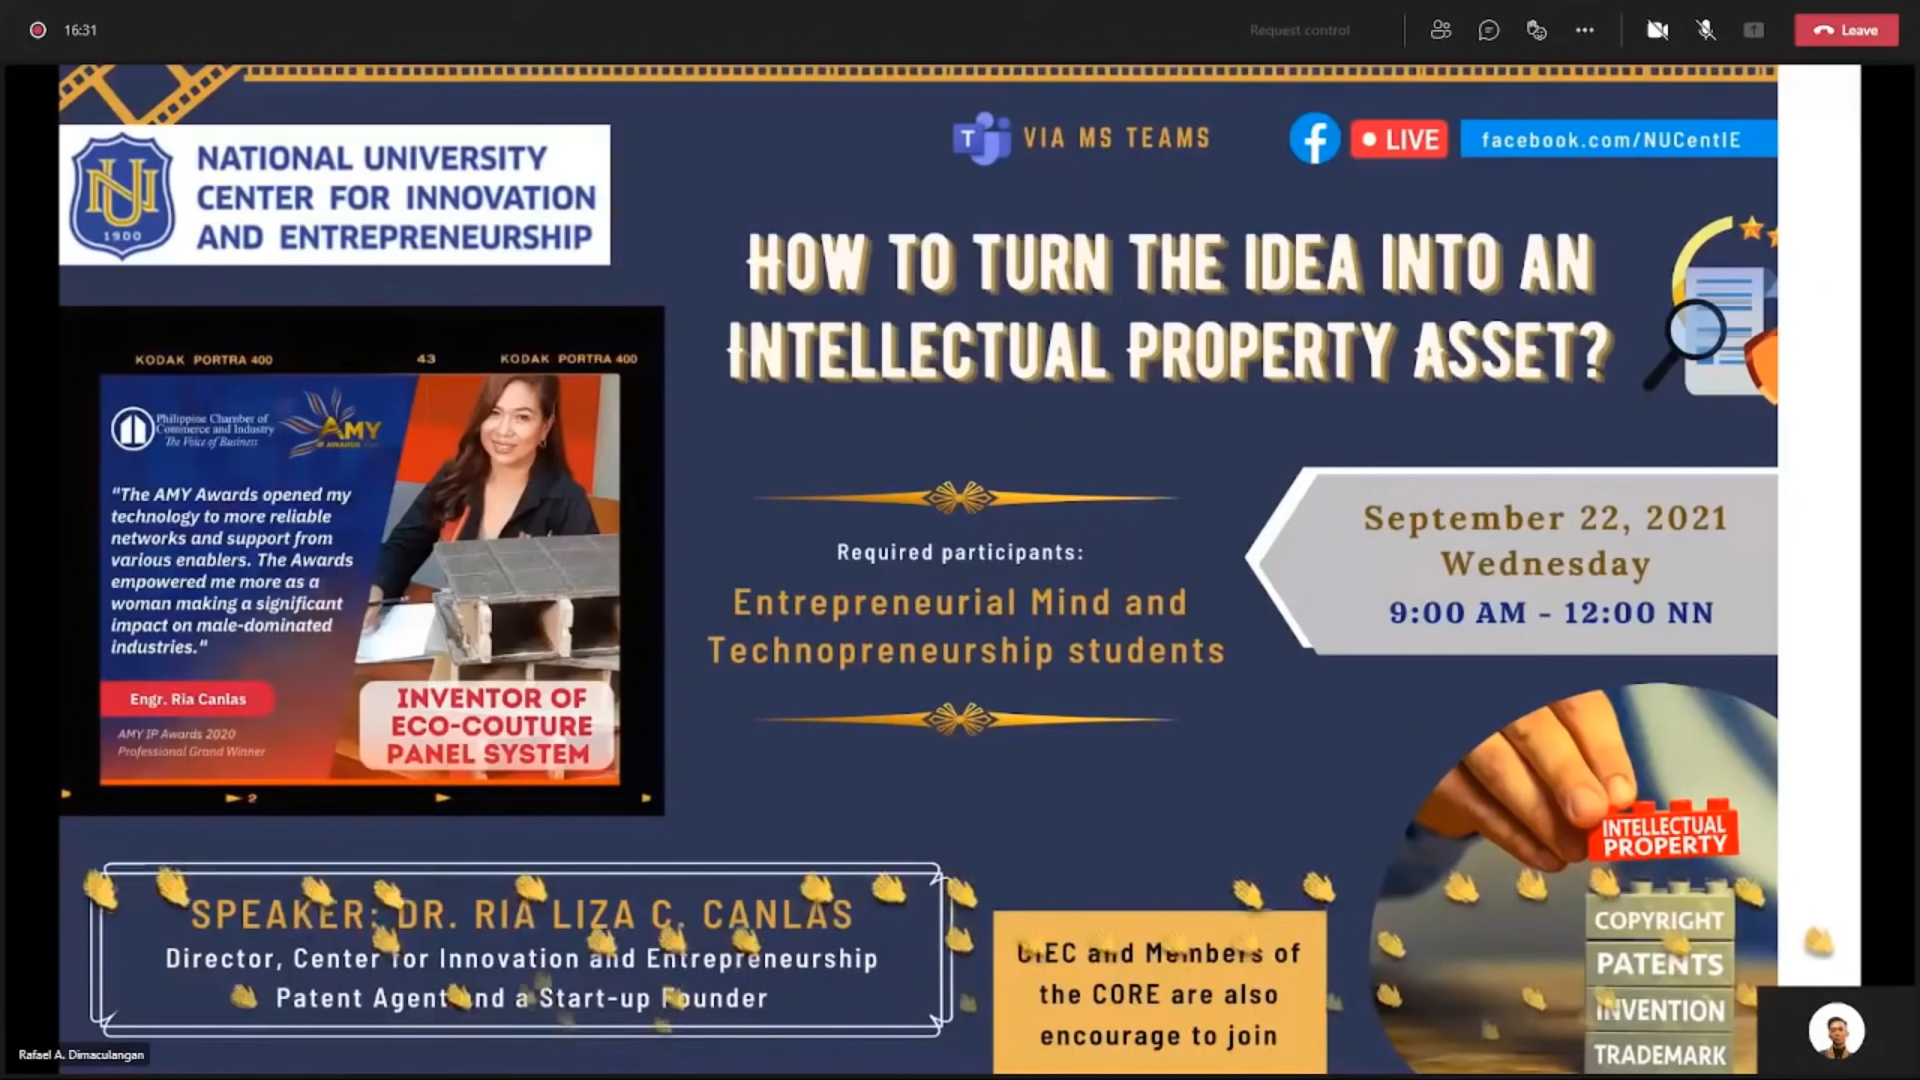 16:31
Request control
Leave
VIA MS TEAMS
LIVE
facebook.com/NUCentIE
NATIONAL UNIVERSITY
CENTER FOR INNOVATION
AND ENTREPRENEURSHIP
1900
HOW TO TURN THE IDEA INTO AN
INTELLECTUAL PROPERTY ASSET?
KODAK PORTRA 400
43
KODAK PORTRA 400
Philippine Chamber of
Commerce and Industry
The Voice of Business
AMY
IP AWARDS
"The AMY Awards opened my
technology to more reliable
networks and support from
various enablers. The Awards
empowered me more as a
woman making a significant
impact on male-dominated
industries."
Engr. Ria Canlas
AMY IP Awards 2020
Professional Grand Winner
INVENTOR OF
ECO-COUTURE
PANEL SYSTEM
2
Required participants:
Entrepreneurial Mind and
Technopreneurship students
September 22, 2021
Wednesday
9:00 AM - 12:00 NN
SPEAKER: DR. RIA LIZA C. CANLAS
Director, Center for Innovation and Entrepreneurship
Patent Agent and a Start-up Founder
and Members of
the CORE are also
encourage to join
INTELLECTUAL
PROPERTY
COPYRIGHT
PATENTS
INVENTION
TRADEMARK
Rafael A. Dimaculangan